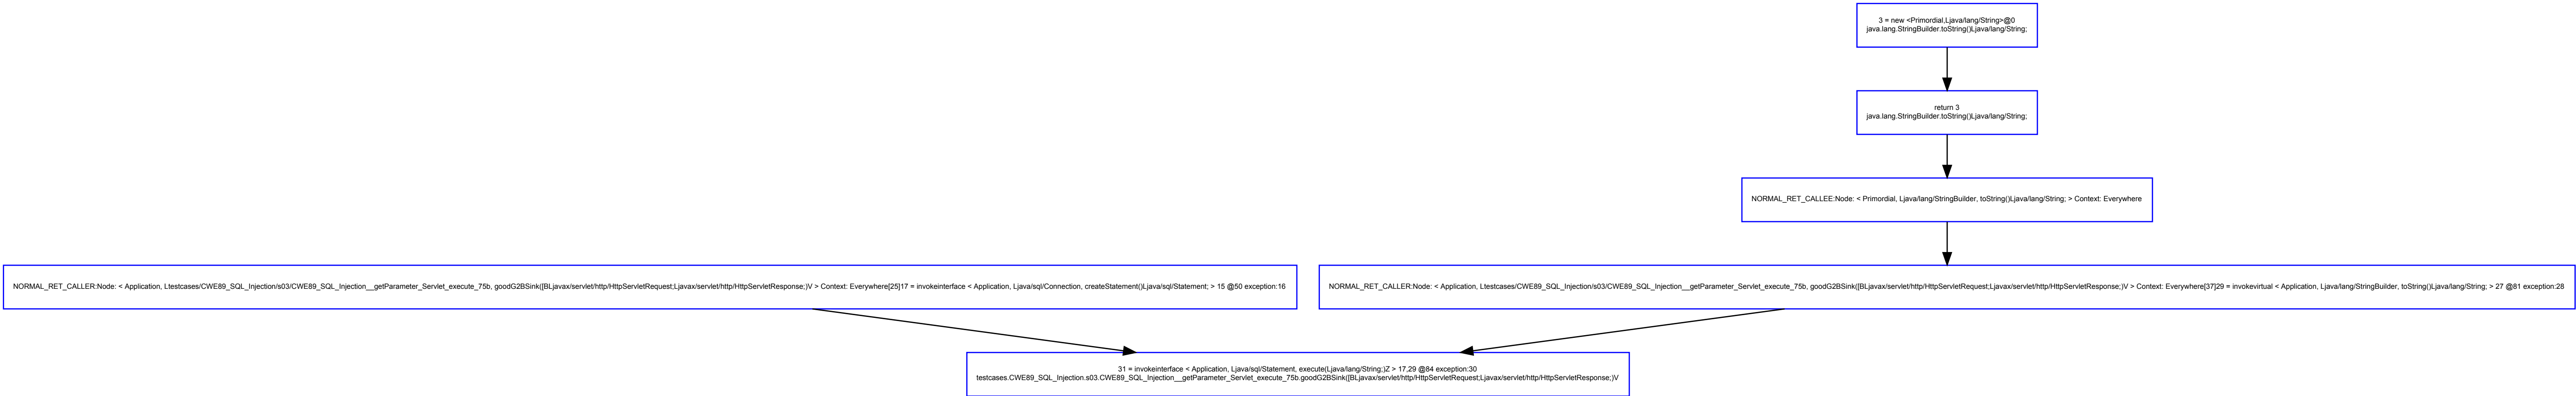 3 = new <Primordial,Ljava/lang/String>@0
java.lang.StringBuilder.toString()Ljava/lang/String;
return 3
java.lang.StringBuilder.toString()Ljava/lang/String;
NORMAL_RET_CALLEE:Node: < Primordial, Ljava/lang/StringBuilder, toString()Ljava/lang/String; > Context: Everywhere
NORMAL_RET_CALLER:Node: < Application, Ltestcases/CWE89_SQL_Injection/s03/CWE89_SQL_Injection__getParameter_Servlet_execute_75b, goodG2BSink([BLjavax/servlet/http/HttpServletRequest;Ljavax/servlet/http/HttpServletResponse;)V > Context: Everywhere[25]17 = invokeinterface < Application, Ljava/sql/Connection, createStatement()Ljava/sql/Statement; > 15 @50 exception:16
NORMAL_RET_CALLER:Node: < Application, Ltestcases/CWE89_SQL_Injection/s03/CWE89_SQL_Injection__getParameter_Servlet_execute_75b, goodG2BSink([BLjavax/servlet/http/HttpServletRequest;Ljavax/servlet/http/HttpServletResponse;)V > Context: Everywhere[37]29 = invokevirtual < Application, Ljava/lang/StringBuilder, toString()Ljava/lang/String; > 27 @81 exception:28
31 = invokeinterface < Application, Ljava/sql/Statement, execute(Ljava/lang/String;)Z > 17,29 @84 exception:30
testcases.CWE89_SQL_Injection.s03.CWE89_SQL_Injection__getParameter_Servlet_execute_75b.goodG2BSink([BLjavax/servlet/http/HttpServletRequest;Ljavax/servlet/http/HttpServletResponse;)V